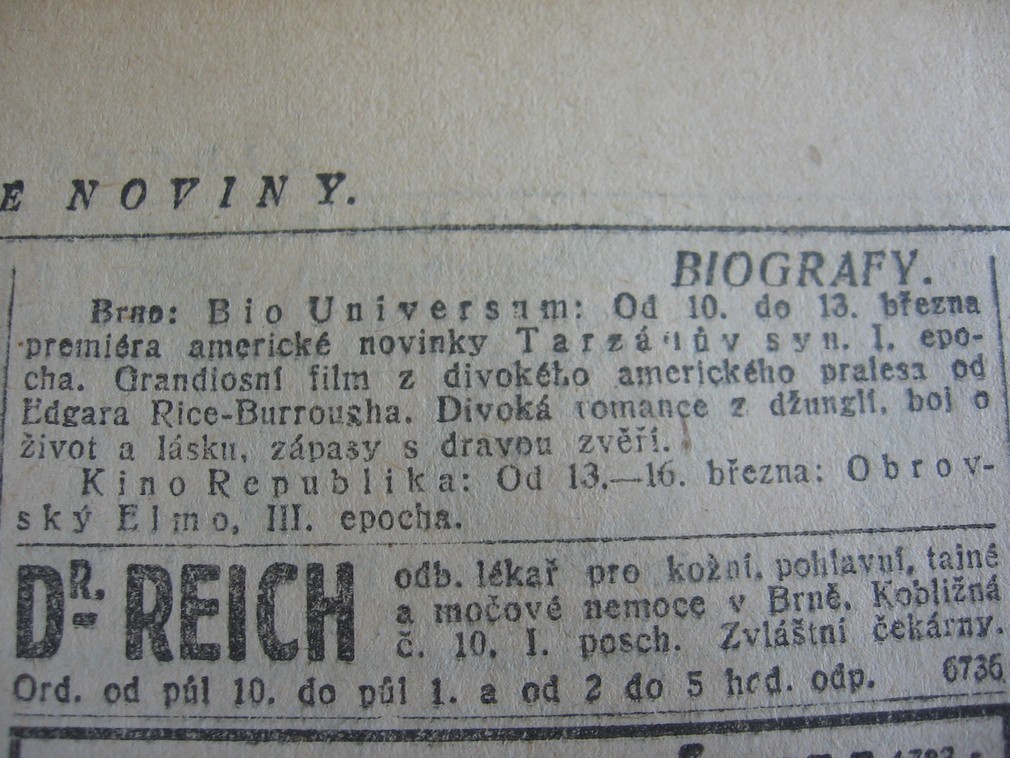 E NOVINY.
BIOGRAFY.
Brno: Bio Universum: Od 10. do 13. března
premiéra americké novinky Tarzánův syn. I. epo-
cha. Grandiosní film z divokého amerického pralesa od
Edgara Rice-Burrougha. Divoká romance z džunglí, boj o
život a lásku, zápasy s dravou zvěří.
Kino Republika: Od 13.—16. března: Obrov-
ský Elmo, III. epocha.
DR. REICH
odb. lékař pro kožní, pohlavní, tajné
a močové nemoce v Brně, Kobližná
č. 10, I. posch. Zvláštní čekárny.
Ord. od půl 10. do půl 1. a od 2 do 5 hod. odp. 6736